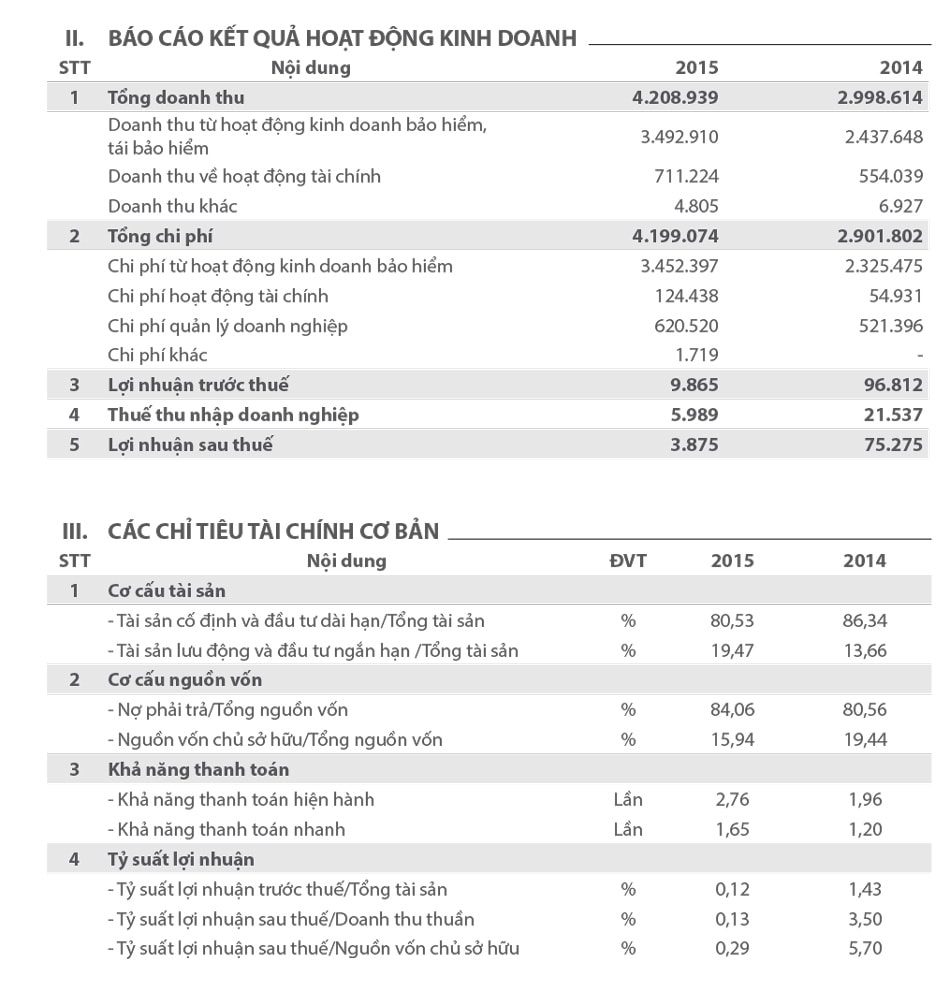 II. BÁO CÁO KẾT QUẢ HOẠT ĐỘNG KINH DOANH
STT Nội dung 2015 2014
1 Tổng doanh thu 4.208.939 2.998.614
Doanh thu từ hoạt động kinh doanh bảo hiểm,
tái bảo hiểm 3.492.910 2.437.648
Doanh thu về hoạt động tài chính 711.224 554.039
Doanh thu khác 4.805 6.927
2 Tổng chi phí 4.199.074 2.901.802
Chi phí từ hoạt động kinh doanh bảo hiểm 3.452.397 2.325.475
Chi phí hoạt động tài chính 124.438 54.931
Chi phí quản lý doanh nghiệp 620.520 521.396
Chi phí khác 1.719 -
3 Lợi nhuận trước thuế 9.865 96.812
4 Thuế thu nhập doanh nghiệp 5.989 21.537
5 Lợi nhuận sau thuế 3.875 75.275
III. CÁC CHỈ TIÊU TÀI CHÍNH CƠ BẢN
STT Nội dung ĐVT 2015 2014
1 Cơ cấu tài sản
- Tài sản cố định và đầu tư dài hạn/Tổng tài sản % 80,53 86,34
- Tài sản lưu động và đầu tư ngắn hạn /Tổng tài sản % 19,47 13,66
2 Cơ cấu nguồn vốn
- Nợ phải trả/Tổng nguồn vốn % 84,06 80,56
- Nguồn vốn chủ sở hữu/Tổng nguồn vốn % 15,94 19,44
3 Khả năng thanh toán
- Khả năng thanh toán hiện hành Lần 2,76 1,96
- Khả năng thanh toán nhanh Lần 1,65 1,20
4 Tỷ suất lợi nhuận
- Tỷ suất lợi nhuận trước thuế/Tổng tài sản % 0,12 1,43
- Tỷ suất lợi nhuận sau thuế/Doanh thu thuần % 0,13 3,50
- Tỷ suất lợi nhuận sau thuế/Nguồn vốn chủ sở hữu % 0,29 5,70